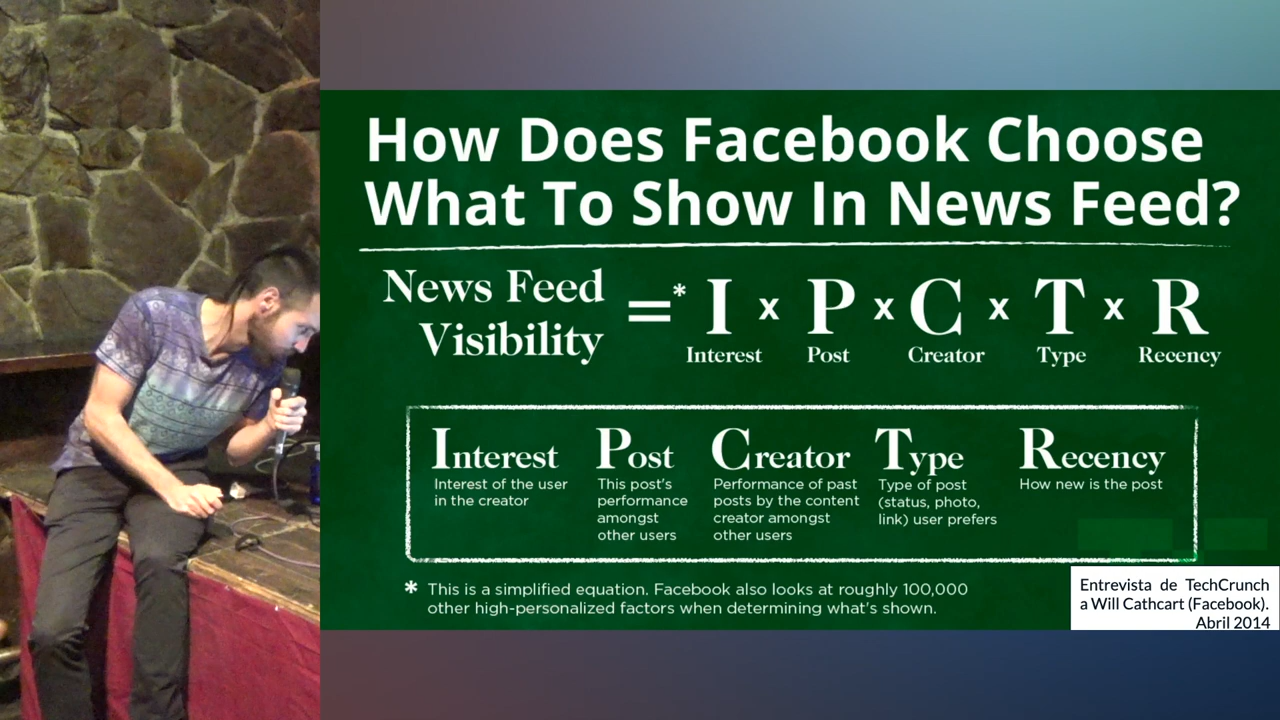 How Does Facebook Choose
What To Show In News Feed?
News Feed
Visibility
=* I x P x C x T x R
Interest Post Creator Type Recency
Interest Post Creator Type Recency
Interest of the user
in the creator
This post's
performance
amongst
other users
Performance of past
posts by the content
creator amongst
other users
Type of post
(status, photo,
link) user prefers
How new is the post
* This is a simplified equation. Facebook also looks at roughly 100,000
other high-personalized factors when determining what's shown.
Entrevista de TechCrunch
a Will Cathcart (Facebook).
Abril 2014